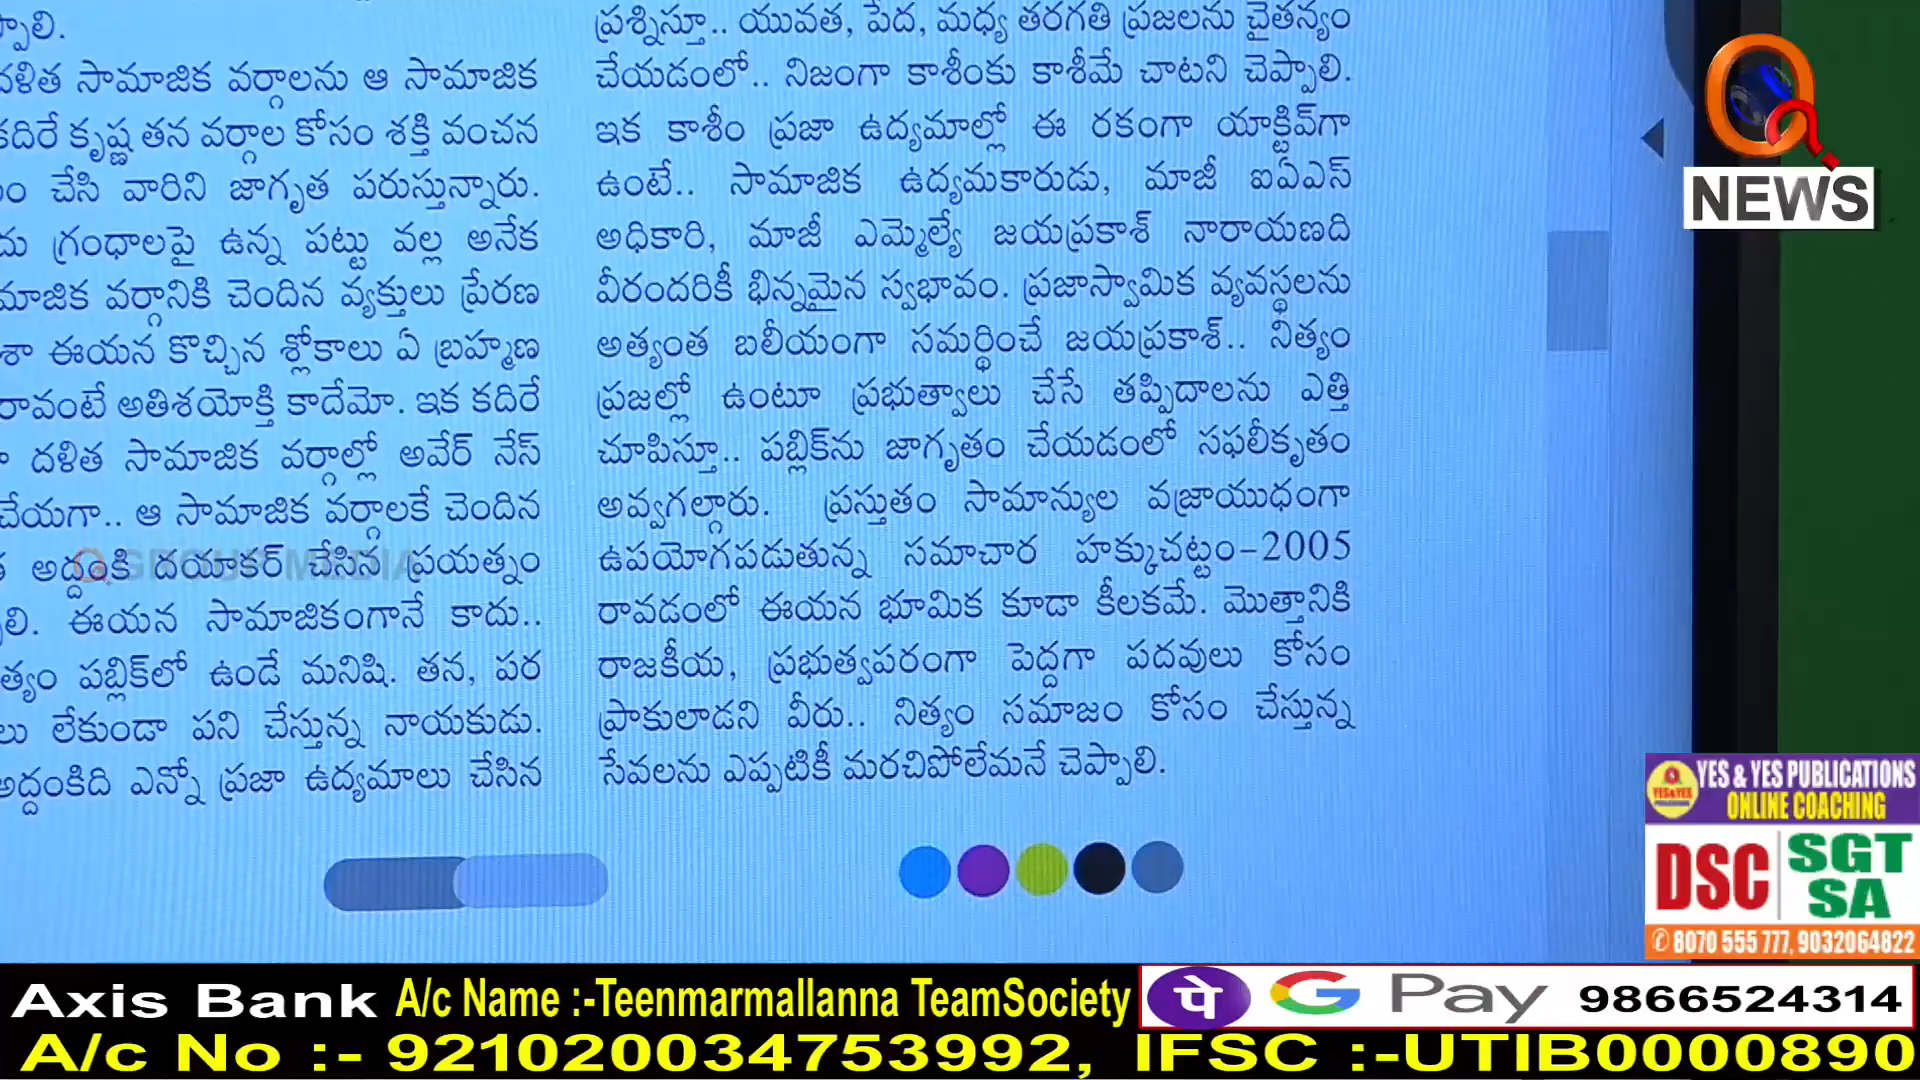 ప్పాలి.
దళిత సామాజిక వర్గాలను ఆ సామాజిక
కదిరే కృష్ణ తన వర్గాల కోసం శక్తి వంచన
చేసి వారిని జాగృత పరుస్తున్నారు.
గ్రంధాలపై ఉన్న పట్టు వల్ల అనేక
మాజిక వర్గానికి చెందిన వ్యక్తులు ప్రేరణ
ఈయన కొచ్చిన శ్లోకాలు ఏ బ్రహ్మణ
రావంటే అతిశయోక్తి కాదేమో. ఇక కదిరే
దళిత సామాజిక వర్గాల్లో అవేర్ నేస్
చేయగా.. ఆ సామాజిక వర్గాలకే చెందిన
అద్దంకి దయాకర్ చేసిన ప్రయత్నం
ఈయన సామాజికంగానే కాదు..
త్యం పబ్లిక్‌లో ఉండే మనిషి. తన, పర
లు లేకుండా పని చేస్తున్న నాయకుడు.
అద్దంకిది ఎన్నో ప్రజా ఉద్యమాలు చేసిన
ప్రశ్నిస్తూ.. యువత, పేద, మధ్య తరగతి ప్రజలను చైతన్యం
చేయడంలో.. నిజంగా కాశీంకు కాశీమే చాటని చెప్పాలి.
ఇక కాశీం ప్రజా ఉద్యమాల్లో ఈ రకంగా యాక్టివ్‌గా
ఉంటే.. సామాజిక ఉద్యమకారుడు, మాజీ ఐఏఎస్
అధికారి, మాజీ ఎమ్మెల్యే జయప్రకాశ్ నారాయణది
వీరందరికీ భిన్నమైన స్వభావం. ప్రజాస్వామిక వ్యవస్థలను
అత్యంత బలీయంగా సమర్థించే జయప్రకాశ్.. నిత్యం
ప్రజల్లో ఉంటూ ప్రభుత్వాలు చేసే తప్పిదాలను ఎత్తి
చూపిస్తూ.. పబ్లిక్‌ను జాగృతం చేయడంలో సఫలీకృతం
అవ్వగల్గారు. ప్రస్తుతం సామాన్యుల వజ్రాయుధంగా
ఉపయోగపడుతున్న సమాచార హక్కుచట్టం-2005
రావడంలో ఈయన భూమిక కూడా కీలకమే. మొత్తానికి
రాజకీయ, ప్రభుత్వపరంగా పెద్దగా పదవులు కోసం
ప్రాకులాడని వీరు.. నిత్యం సమాజం కోసం చేస్తున్న
సేవలను ఎప్పటికీ మరచిపోలేమనే చెప్పాలి.
Q GROUP MEDIA
Q
NEWS
YES & YES PUBLICATIONS
ONLINE COACHING
YES&YES
DSC
SGT
SA
✆ 8070 555 777, 9032064822
Axis Bank A/c Name :-Teenmarmallanna TeamSociety
पे G Pay 9866524314
A/c No :- 921020034753992, IFSC :-UTIB0000890